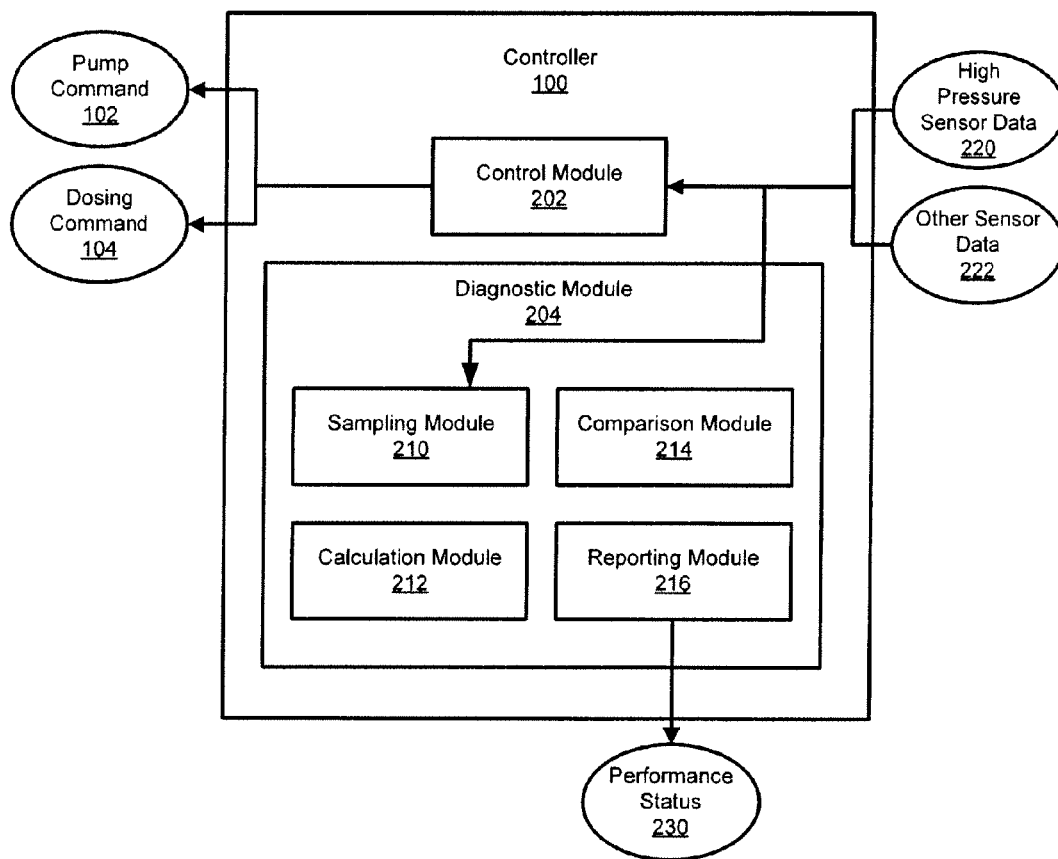 Pump
Command
102
Dosing
Command
104
Controller
100
Control Module
202
High
Pressure
Sensor Data
220
Other Sensor
Data
222
Diagnostic Module
204
Sampling Module
210
Comparison Module
214
Calculation Module
212
Reporting Module
216
Performance
Status
230